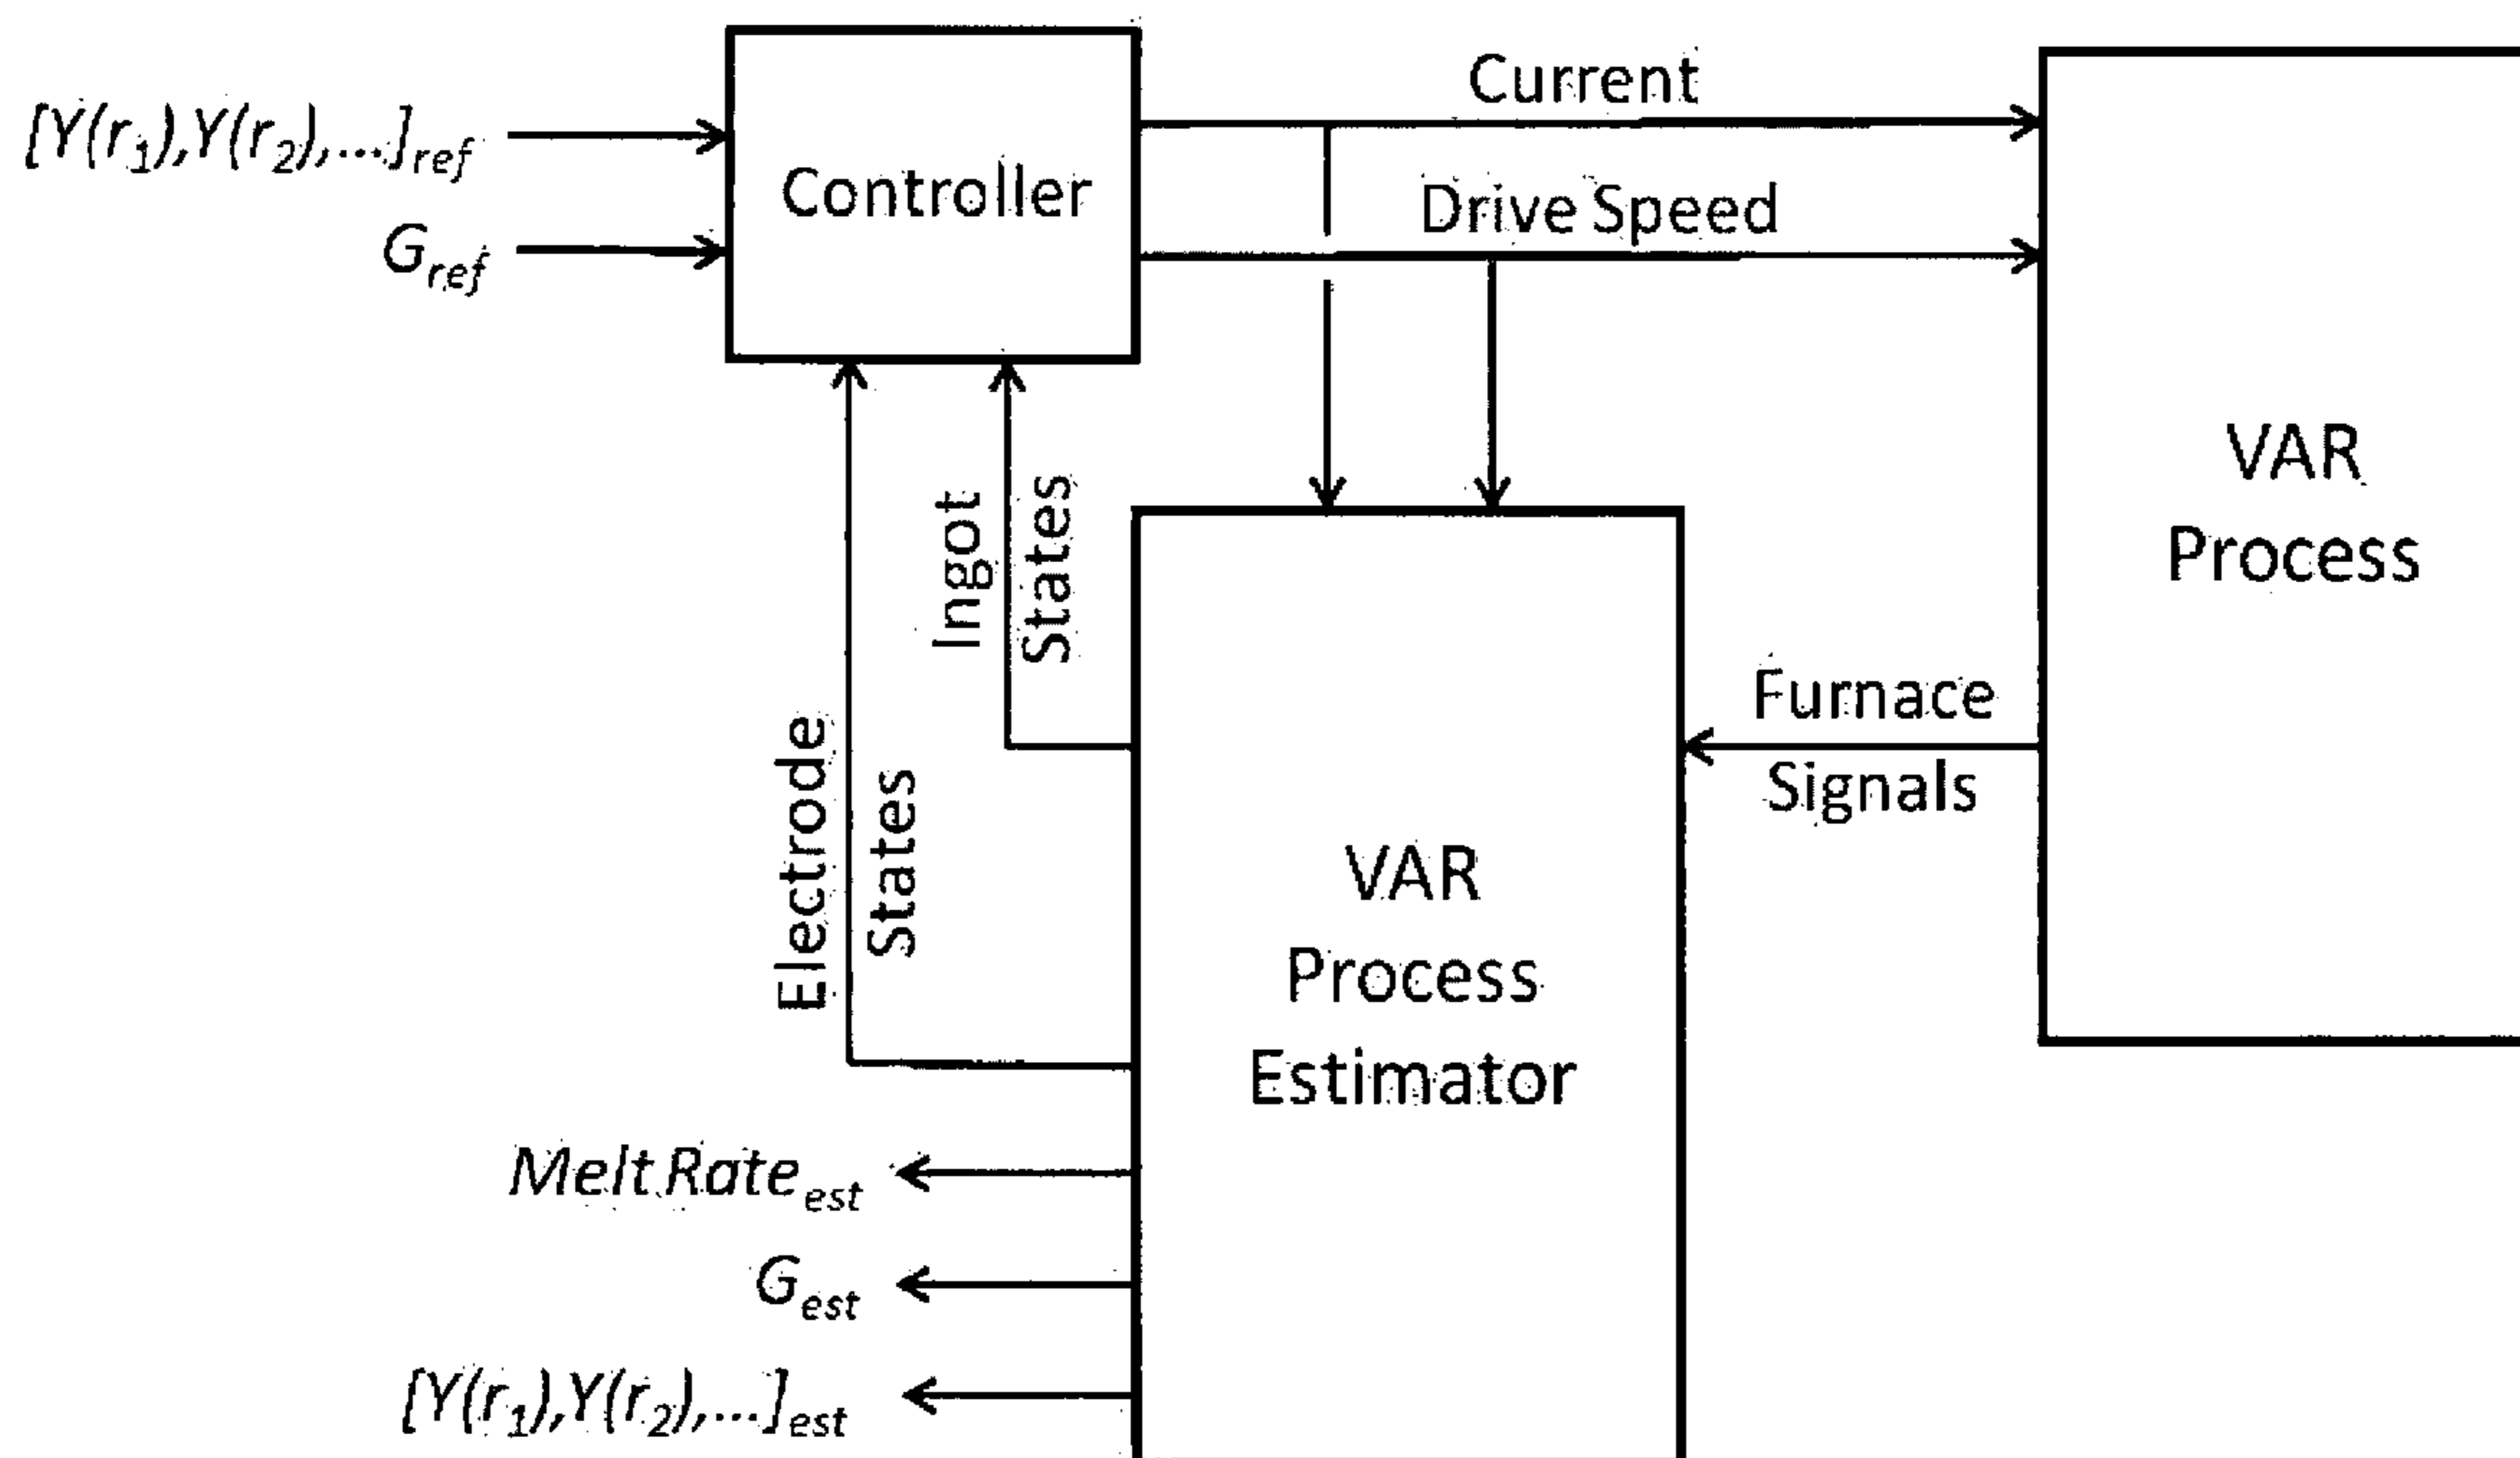 Current
[Y(r₁),Y(r₂),...]ref
Controller
Drive Speed
Gref
VAR
Process
Ingot
States
Furnace
Signals
Electrode
States
VAR
Process
Estimator
Melt Rateest
Gest
[Y(r₁),Y(r₂),...]est